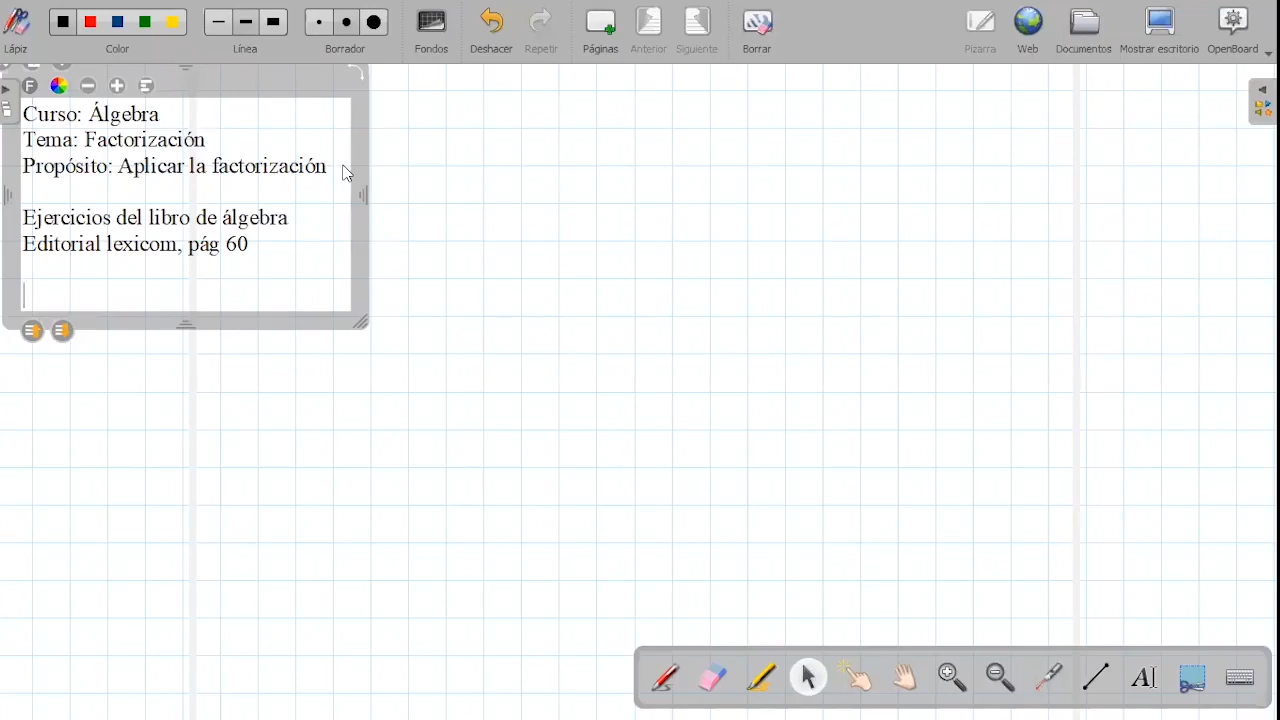 Lápiz
Color
Línea
Borrador
Fondos
Deshacer
Repetir
Páginas
Anterior
Siguiente
Borrar
Pizarra
Web
Documentos
Mostrar escritorio
OpenBoard
F
Curso: Álgebra
Tema: Factorización
Propósito: Aplicar la factorización
Ejercicios del libro de álgebra
Editorial lexicom, pág 60